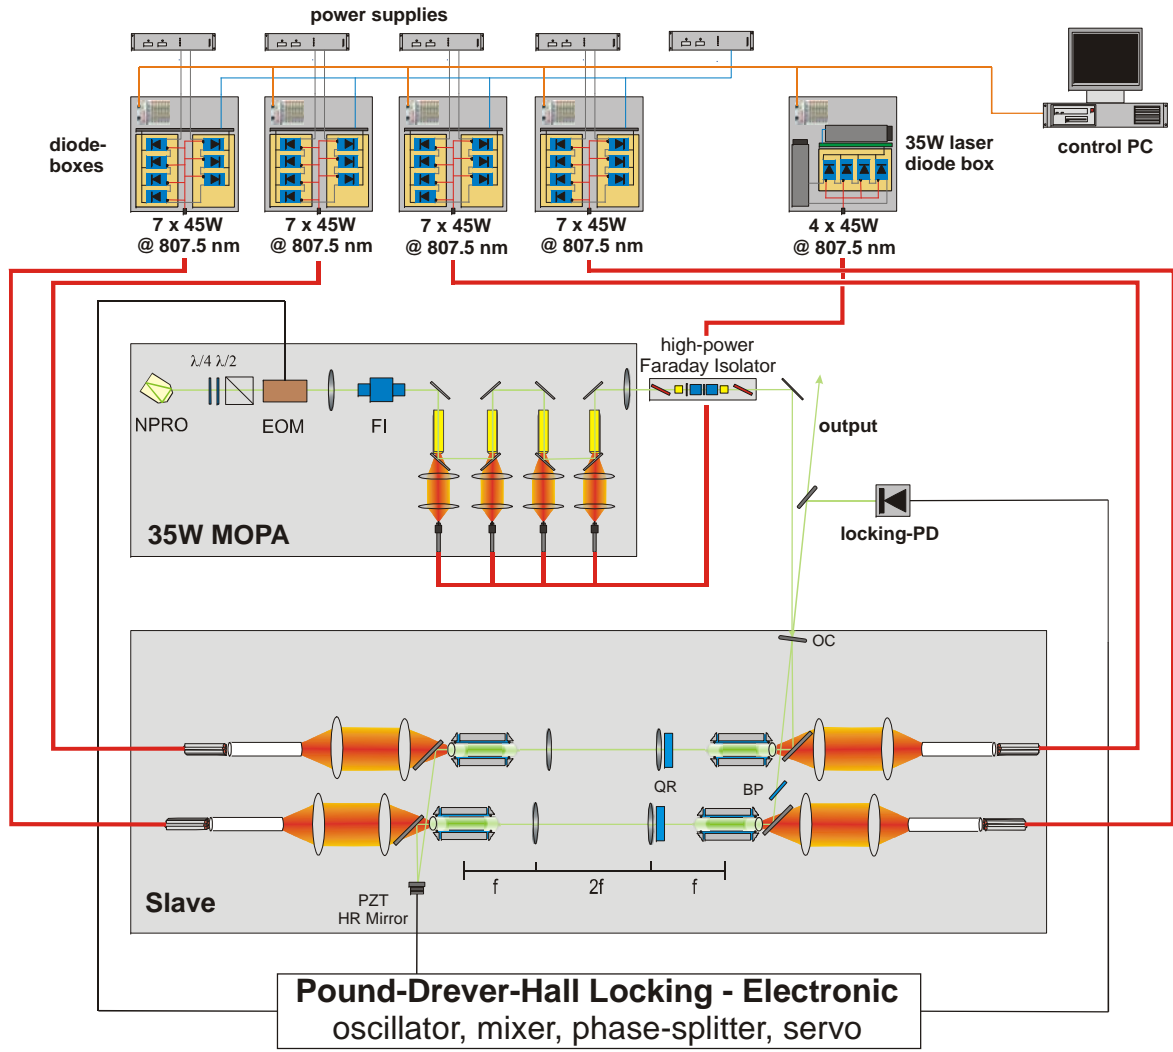 power supplies
diode-
boxes
35W laser
diode box
control PC
7 x 45W
@ 807.5 nm
7 x 45W
@ 807.5 nm
7 x 45W
@ 807.5 nm
7 x 45W
@ 807.5 nm
4 x 45W
@ 807.5 nm
high-power
Faraday Isolator
λ/4 λ/2
NPRO
EOM
FI
output
35W MOPA
locking-PD
OC
QR
BP
f
2f
f
PZT
HR Mirror
Slave
Pound-Drever-Hall Locking - Electronic
oscillator, mixer, phase-splitter, servo